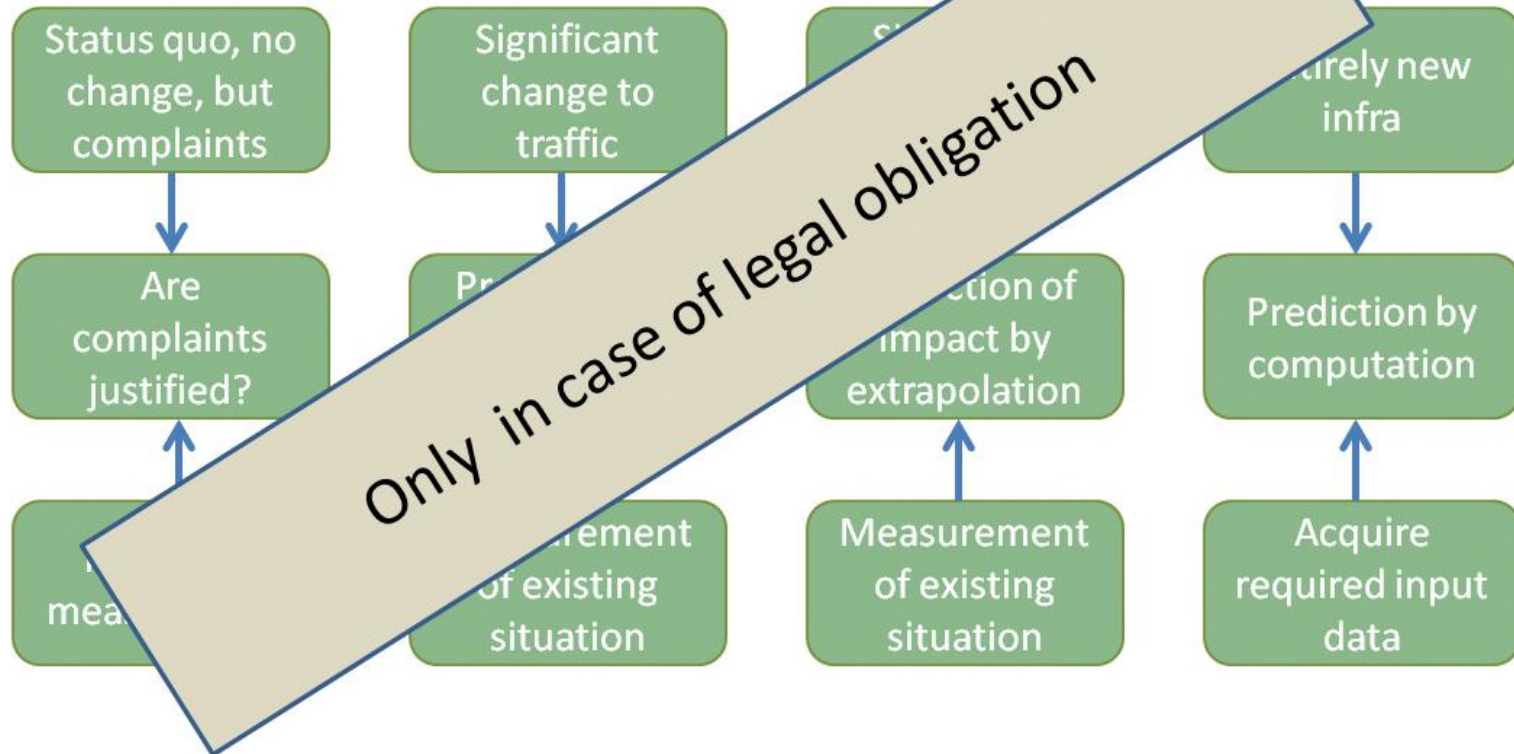 Status quo, no
change, but
complaints
Significant
change to
traffic
new
infra
Are
complaints
justified?
of
impact by
extrapolation
Prediction by
computation
Only in case of legal obligation
of existing
situation
Measurement
of existing
situation
Acquire
required input
data